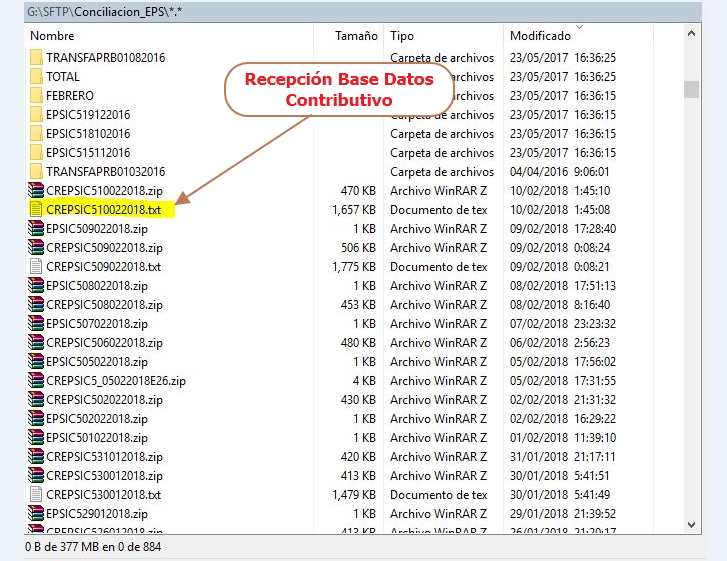 G:\SFTP\Conciliacion_EPS\*.*
Nombre Tamaño Tipo Modificado
TRANSFAPRB01082016 Carpeta de archivos 23/05/2017 16:36:25
TOTAL Carpeta de archivos 23/05/2017 16:36:25
FEBRERO Carpeta de archivos 23/05/2017 16:36:15
EPSIC519122016 Carpeta de archivos 23/05/2017 16:36:15
EPSIC518102016 Carpeta de archivos 23/05/2017 16:36:15
EPSIC515112016 Carpeta de archivos 23/05/2017 16:36:15
TRANSFAPRB01032016 Carpeta de archivos 04/04/2016 9:06:01
CREPSIC510022018.zip 470 KB Archivo WinRAR Z 10/02/2018 1:45:10
CREPSIC510022018.txt 1,657 KB Documento de tex 10/02/2018 1:45:08
EPSIC509022018.zip 1 KB Archivo WinRAR Z 09/02/2018 17:28:40
CREPSIC509022018.zip 506 KB Archivo WinRAR Z 09/02/2018 0:08:24
CREPSIC509022018.txt 1,775 KB Documento de tex 09/02/2018 0:08:21
EPSIC508022018.zip 1 KB Archivo WinRAR Z 08/02/2018 17:51:13
CREPSIC508022018.zip 453 KB Archivo WinRAR Z 08/02/2018 8:16:40
EPSIC507022018.zip 1 KB Archivo WinRAR Z 07/02/2018 23:23:32
CREPSIC506022018.zip 480 KB Archivo WinRAR Z 06/02/2018 2:56:23
EPSIC505022018.zip 1 KB Archivo WinRAR Z 05/02/2018 17:56:02
CREPSIC5_05022018E26.zip 4 KB Archivo WinRAR Z 05/02/2018 17:31:55
CREPSIC502022018.zip 430 KB Archivo WinRAR Z 02/02/2018 21:31:32
EPSIC502022018.zip 1 KB Archivo WinRAR Z 02/02/2018 16:29:22
EPSIC501022018.zip 1 KB Archivo WinRAR Z 01/02/2018 11:39:10
CREPSIC531012018.zip 420 KB Archivo WinRAR Z 31/01/2018 21:17:11
CREPSIC530012018.zip 413 KB Archivo WinRAR Z 30/01/2018 5:41:51
CREPSIC530012018.txt 1,479 KB Documento de tex 30/01/2018 5:41:49
EPSIC529012018.zip 1 KB Archivo WinRAR Z 29/01/2018 21:39:52
CREPSIC526012018.zip 413 KB Archivo WinRAR Z 26/01/2018 21:20:17
Recepción Base Datos
Contributivo
0 B de 377 MB en 0 de 884